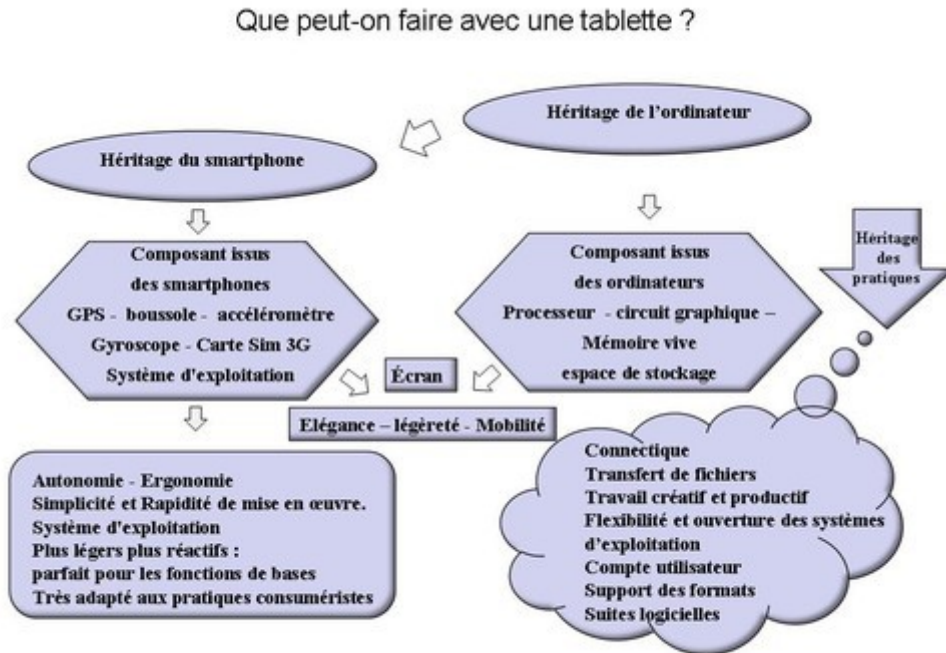 Que peut-on faire avec une tablette ?
Héritage de l'ordinateur
Héritage du smartphone
Composant issus
des smartphones
GPS - boussole - accéléromètre
Gyroscope - Carte Sim 3G
Système d'exploitation
Composant issus
des ordinateurs
Processeur - circuit graphique –
Mémoire vive
espace de stockage
Héritage
des
pratiques
Écran
Elégance – légèreté - Mobilité
Autonomie - Ergonomie
Simplicité et Rapidité de mise en œuvre.
Système d'exploitation
Plus légers plus réactifs :
parfait pour les fonctions de bases
Très adapté aux pratiques consuméristes
Connectique
Transfert de fichiers
Travail créatif et productif
Flexibilité et ouverture des systèmes
d'exploitation
Compte utilisateur
Support des formats
Suites logicielles